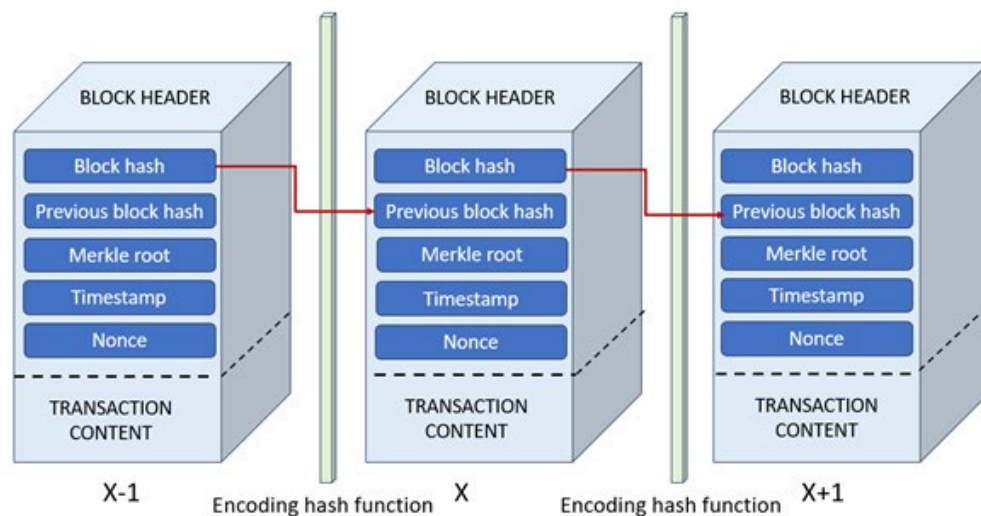 BLOCK HEADER
Block hash
Previous block hash
Merkle root
Timestamp
Nonce
TRANSACTION
CONTENT
X-1
Encoding hash function
BLOCK HEADER
Block hash
Previous block hash
Merkle root
Timestamp
Nonce
TRANSACTION
CONTENT
X
Encoding hash function
BLOCK HEADER
Block hash
Previous block hash
Merkle root
Timestamp
Nonce
TRANSACTION
CONTENT
X+1